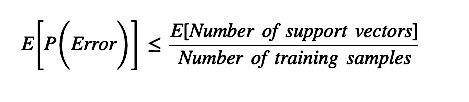 E[P(Error)] ≤ E[Number of support vectors] / Number of training samples